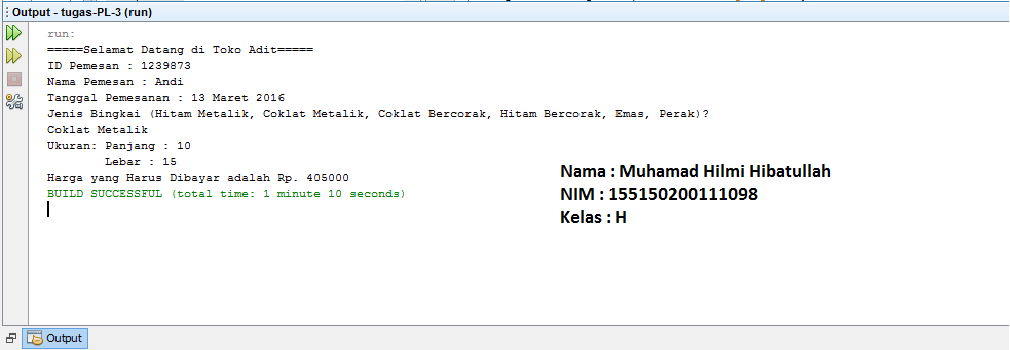 Output - tugas-PL-3 (run)
run:
=====Selamat Datang di Toko Adit=====
ID Pemesan : 1239873
Nama Pemesan : Andi
Tanggal Pemesanan : 13 Maret 2016
Jenis Bingkai (Hitam Metalik, Coklat Metalik, Coklat Bercorak, Hitam Bercorak, Emas, Perak)?
Coklat Metalik
Ukuran: Panjang : 10
Lebar : 15
Harga yang Harus Dibayar adalah Rp. 405000
BUILD SUCCESSFUL (total time: 1 minute 10 seconds)
Nama : Muhamad Hilmi Hibatullah
NIM : 155150200111098
Kelas : H
Output